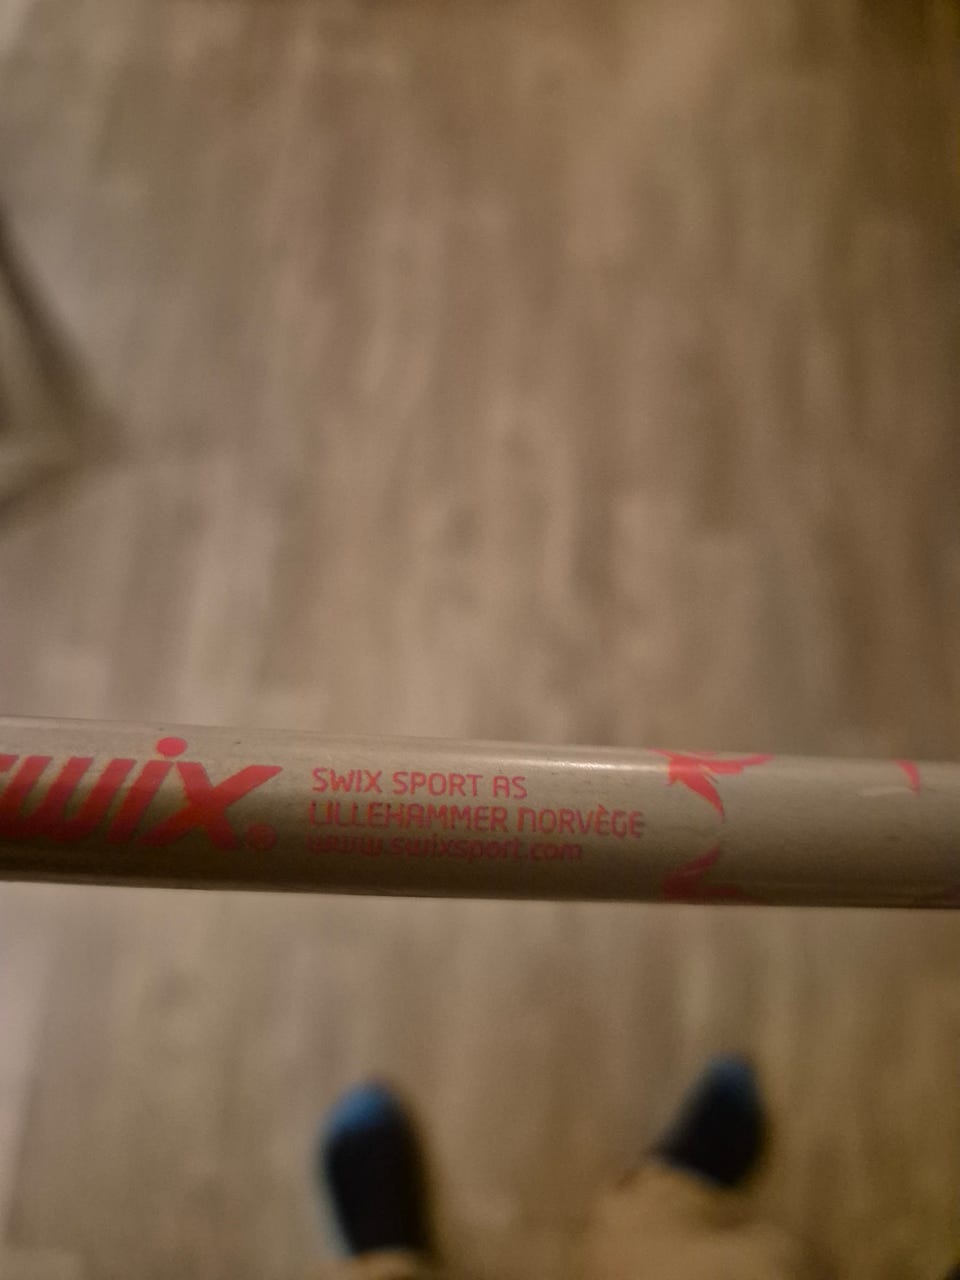 swix®
SWIX SPORT AS
LILLEHAMMER NORVÈGE
www.swixsport.com